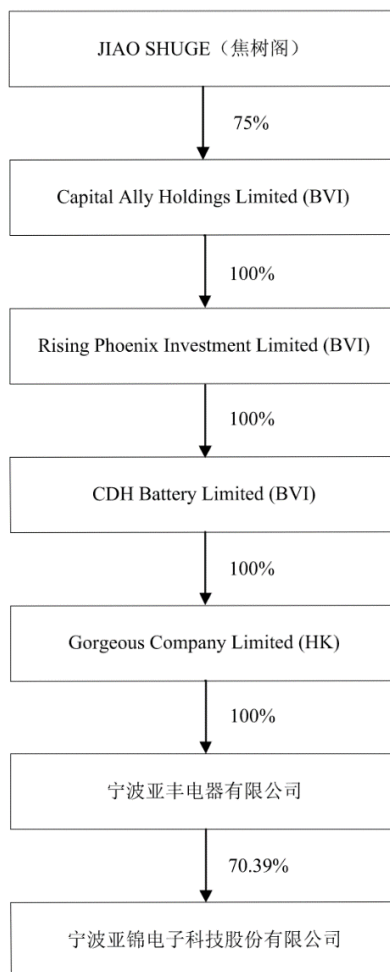 JIAO SHUGE（焦树阁）
75%
Capital Ally Holdings Limited (BVI)
100%
Rising Phoenix Investment Limited (BVI)
100%
CDH Battery Limited (BVI)
100%
Gorgeous Company Limited (HK)
100%
宁波亚丰电器有限公司
70.39%
宁波亚锦电子科技股份有限公司